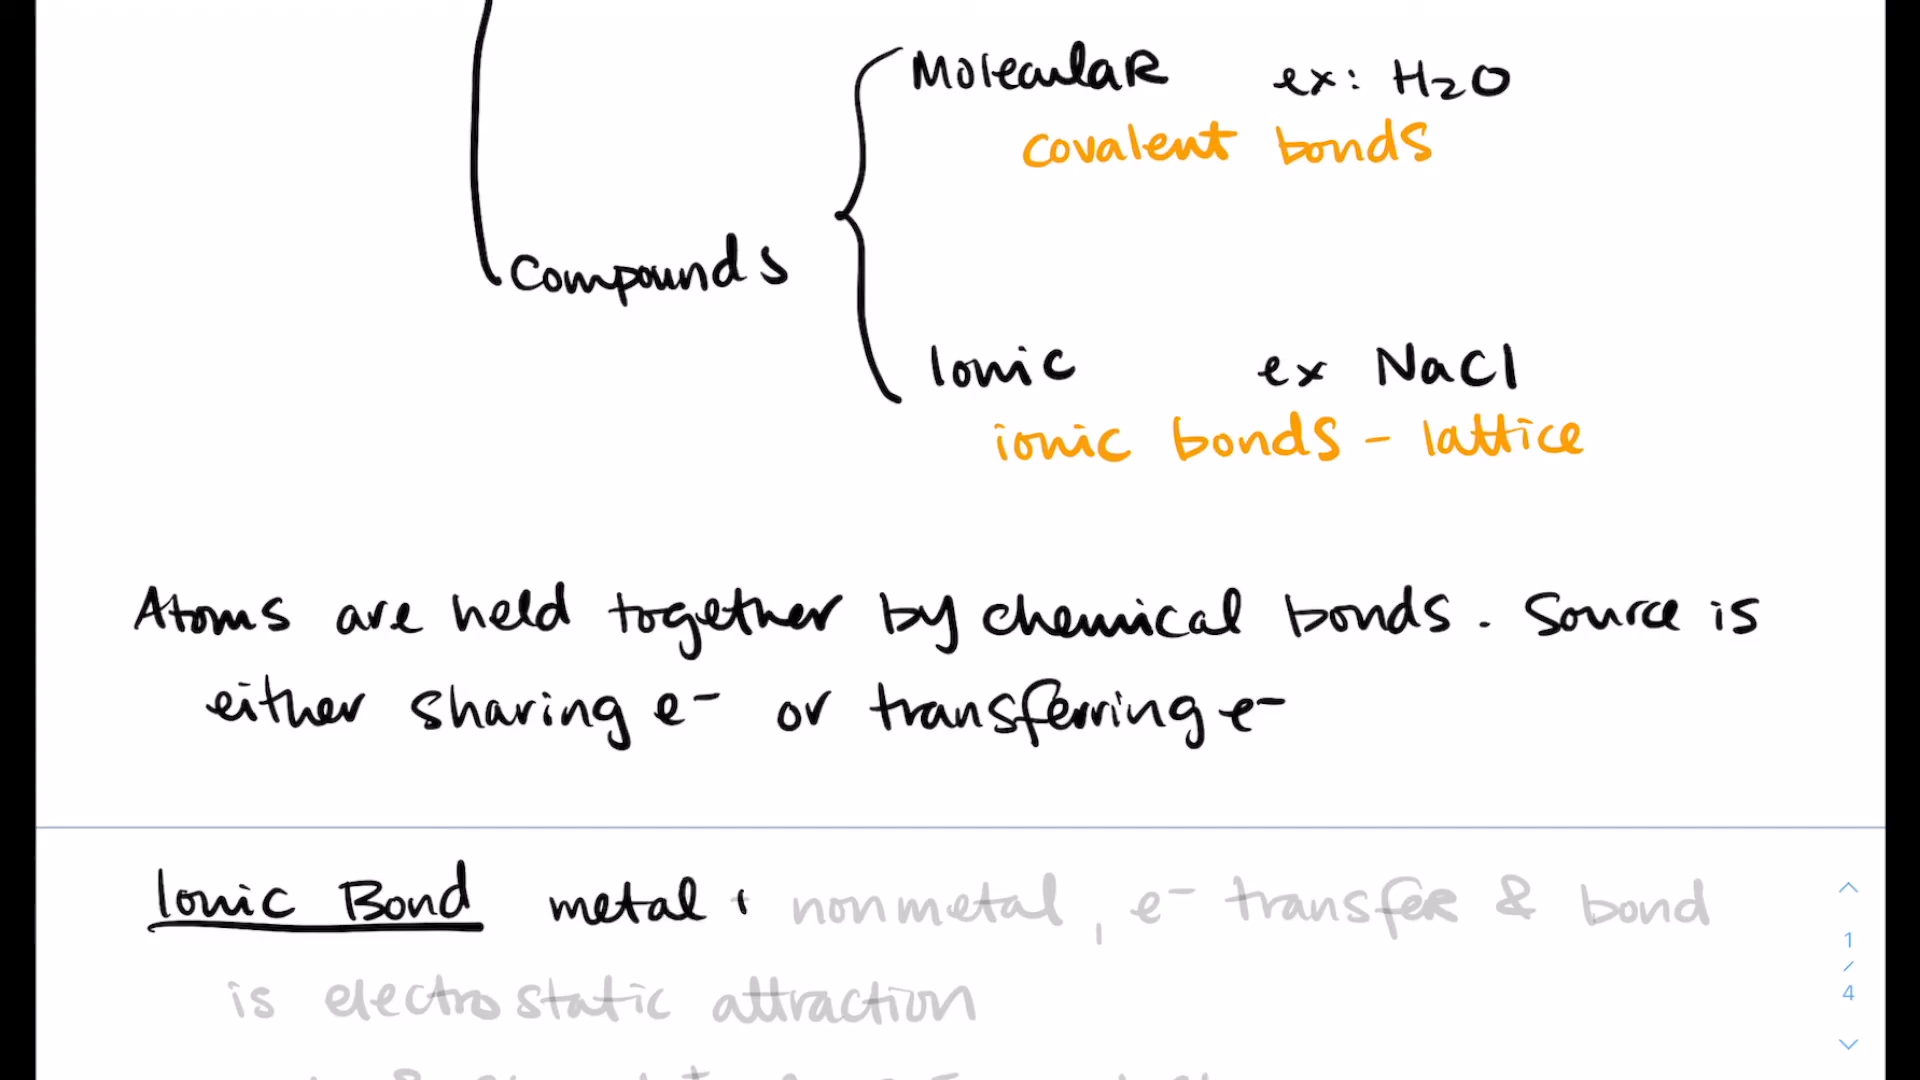 Molecular ex: H2O
covalent bonds
Compounds
Ionic ex NaCl
ionic bonds - lattice
Atoms are held together by chemical bonds. Source is
either sharing e- or transferring e-
Ionic Bond metal + nonmetal, e- transfer & bond
is electrostatic attraction
1/4